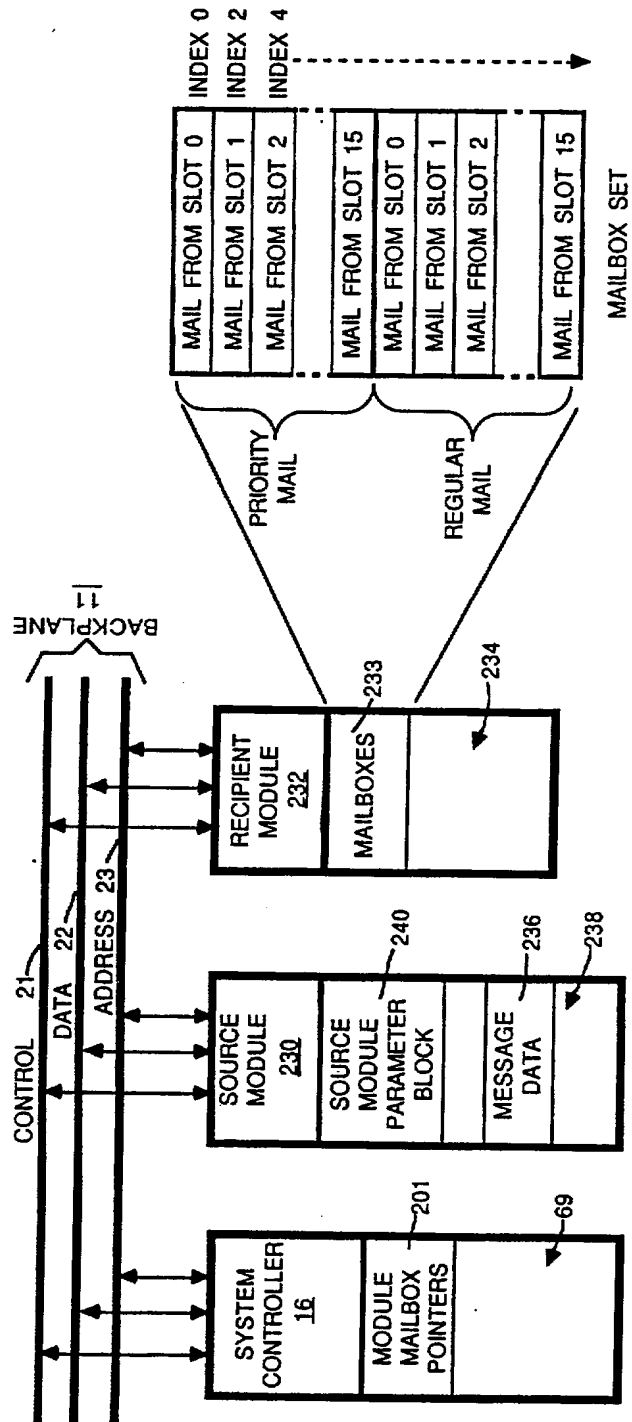 CONTROL
21
DATA
22
ADDRESS 23
BACKPLANE
11
SYSTEM
CONTROLLER
16
MODULE
MAILBOX
POINTERS
201
69
SOURCE
MODULE
230
SOURCE
MODULE
PARAMETER
BLOCK
240
MESSAGE
DATA
236
238
RECIPIENT
MODULE
232
MAILBOXES
233
234
PRIORITY
MAIL
REGULAR
MAIL
MAIL FROM SLOT 0
INDEX 0
MAIL FROM SLOT 1
INDEX 2
MAIL FROM SLOT 2
INDEX 4
MAIL FROM SLOT 15
MAIL FROM SLOT 0
MAIL FROM SLOT 1
MAIL FROM SLOT 2
MAIL FROM SLOT 15
MAILBOX SET